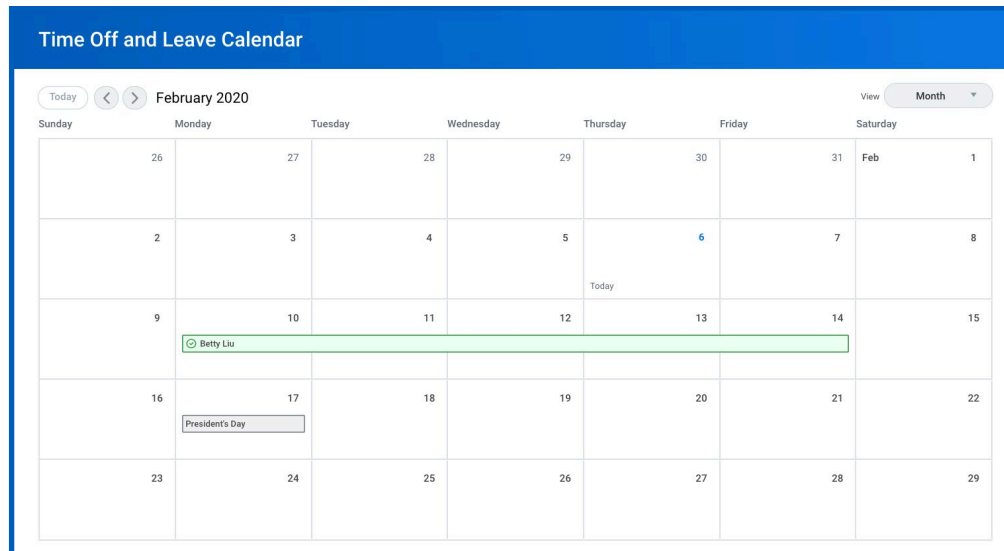 Time Off and Leave Calendar
Today February 2020 View Month
Sunday Monday Tuesday Wednesday Thursday Friday Saturday
26 27 28 29 30 31 Feb 1
2 3 4 5 6 7 8
Today
9 10 11 12 13 14 15
Betty Liu
16 17 18 19 20 21 22
President's Day
23 24 25 26 27 28 29